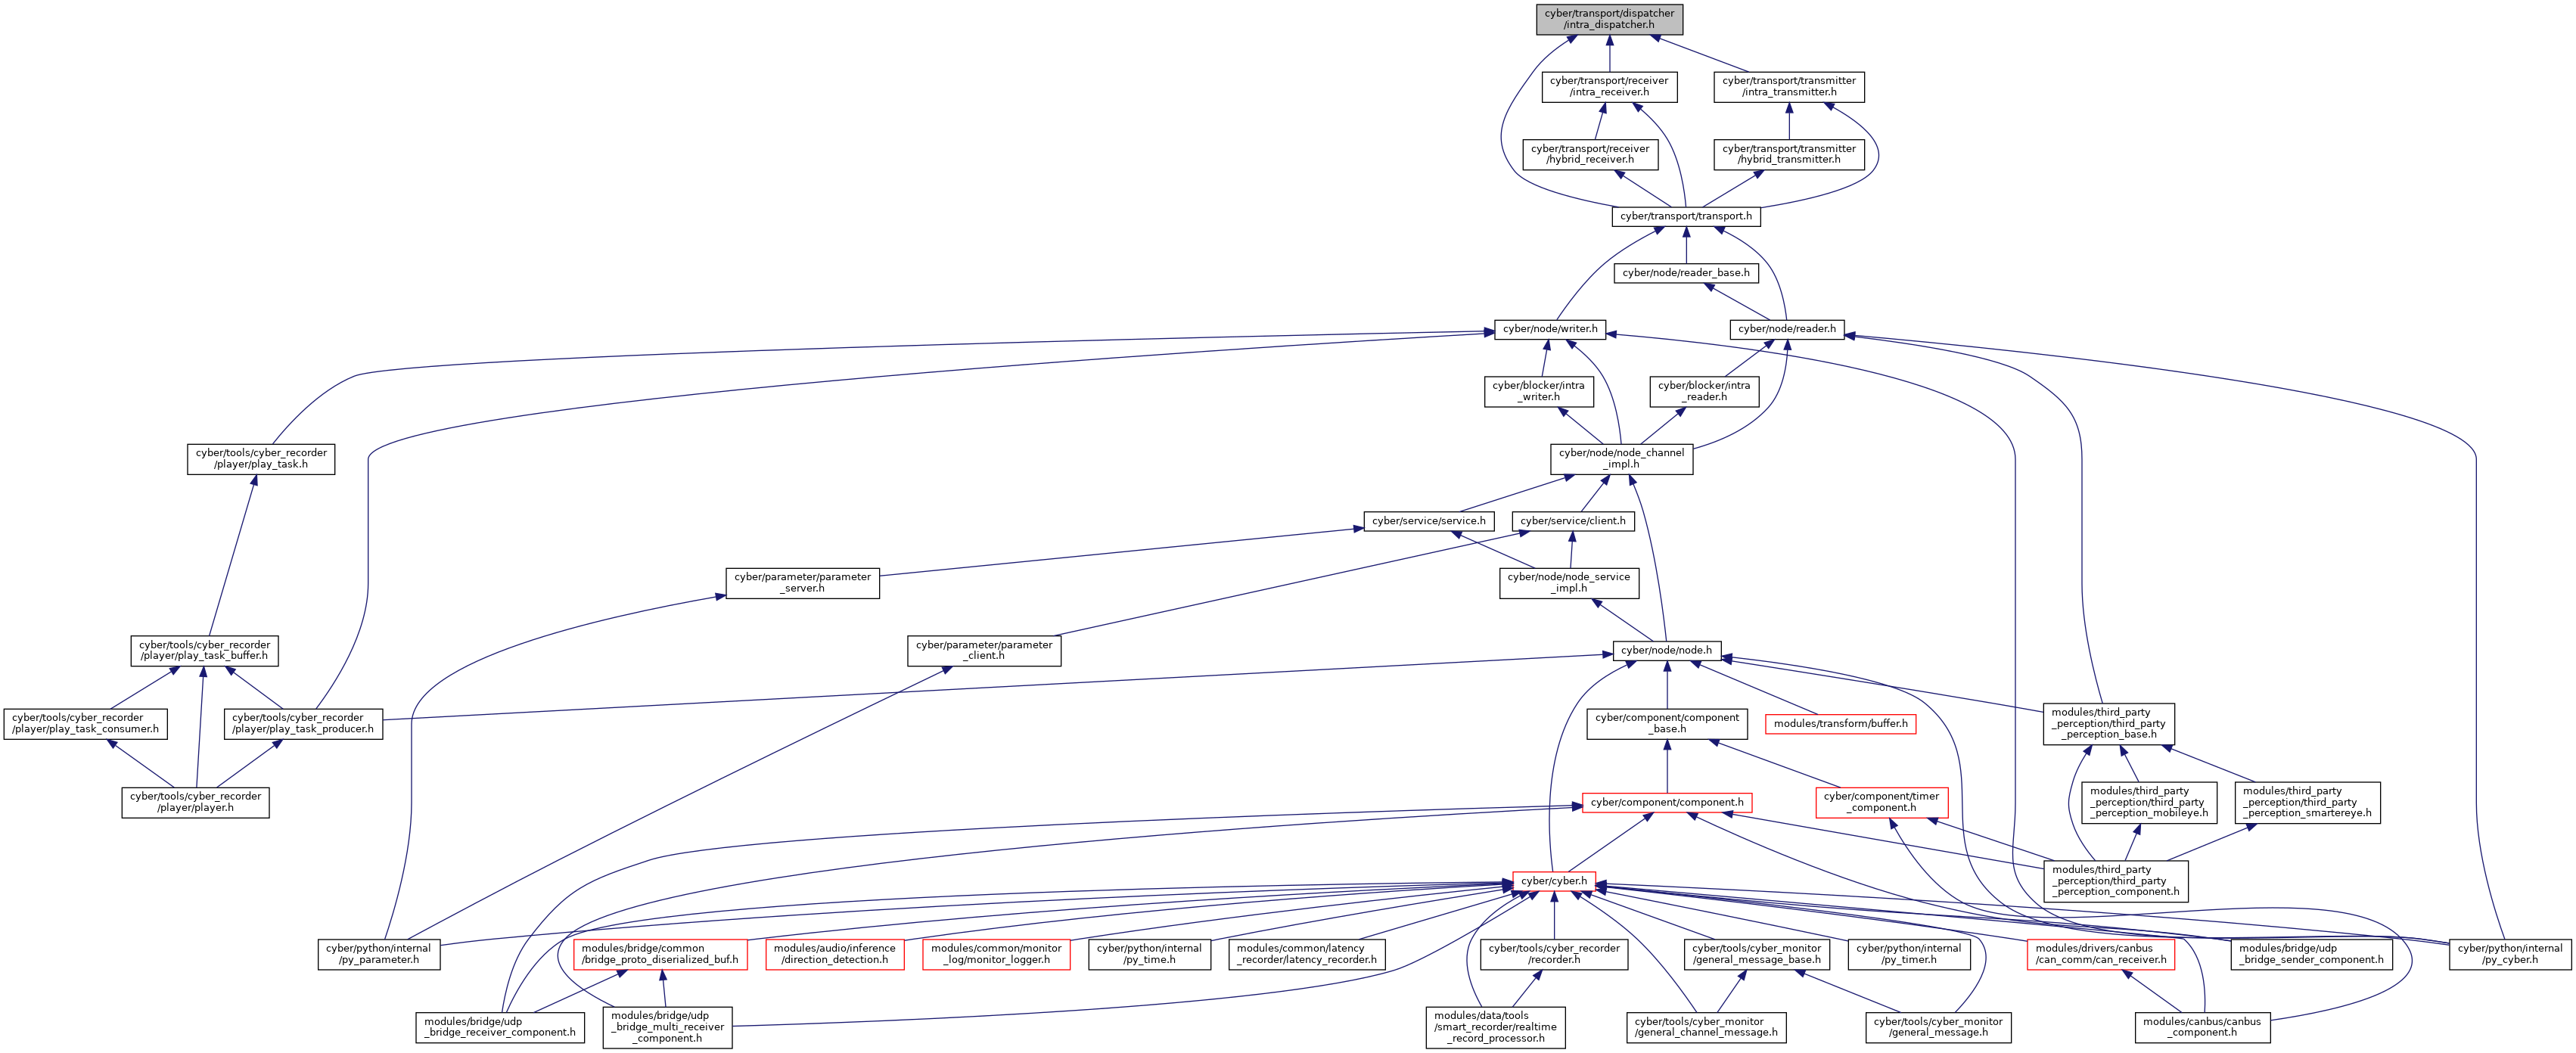 cyber/transport/dispatcher
/intra_dispatcher.h
cyber/transport/receiver
/intra_receiver.h
cyber/transport/transmitter
/intra_transmitter.h
cyber/transport/receiver
/hybrid_receiver.h
cyber/transport/transmitter
/hybrid_transmitter.h
cyber/transport/transport.h
cyber/node/reader_base.h
cyber/node/writer.h
cyber/node/reader.h
cyber/blocker/intra
_writer.h
cyber/blocker/intra
_reader.h
cyber/tools/cyber_recorder
/player/play_task.h
cyber/node/node_channel
_impl.h
cyber/service/service.h
cyber/service/client.h
cyber/parameter/parameter
_server.h
cyber/node/node_service
_impl.h
cyber/tools/cyber_recorder
/player/play_task_buffer.h
cyber/parameter/parameter
_client.h
cyber/node/node.h
cyber/tools/cyber_recorder
/player/play_task_consumer.h
cyber/tools/cyber_recorder
/player/play_task_producer.h
cyber/component/component
_base.h
modules/transform/buffer.h
modules/third_party
_perception/third_party
_perception_base.h
cyber/tools/cyber_recorder
/player/player.h
cyber/component/component.h
cyber/component/timer
_component.h
modules/third_party
_perception/third_party
_perception_mobileye.h
modules/third_party
_perception/third_party
_perception_smartereye.h
cyber/cyber.h
modules/third_party
_perception/third_party
_perception_component.h
cyber/python/internal
/py_parameter.h
modules/bridge/common
/bridge_proto_diserialized_buf.h
modules/audio/inference
/direction_detection.h
modules/common/monitor
_log/monitor_logger.h
cyber/python/internal
/py_time.h
modules/common/latency
_recorder/latency_recorder.h
cyber/tools/cyber_recorder
/recorder.h
cyber/tools/cyber_monitor
/general_message_base.h
cyber/python/internal
/py_timer.h
modules/drivers/canbus
/can_comm/can_receiver.h
modules/bridge/udp
_bridge_sender_component.h
cyber/python/internal
/py_cyber.h
modules/bridge/udp
_bridge_receiver_component.h
modules/bridge/udp
_bridge_multi_receiver
_component.h
modules/data/tools
/smart_recorder/realtime
_record_processor.h
cyber/tools/cyber_monitor
/general_channel_message.h
cyber/tools/cyber_monitor
/general_message.h
modules/canbus/canbus
_component.h